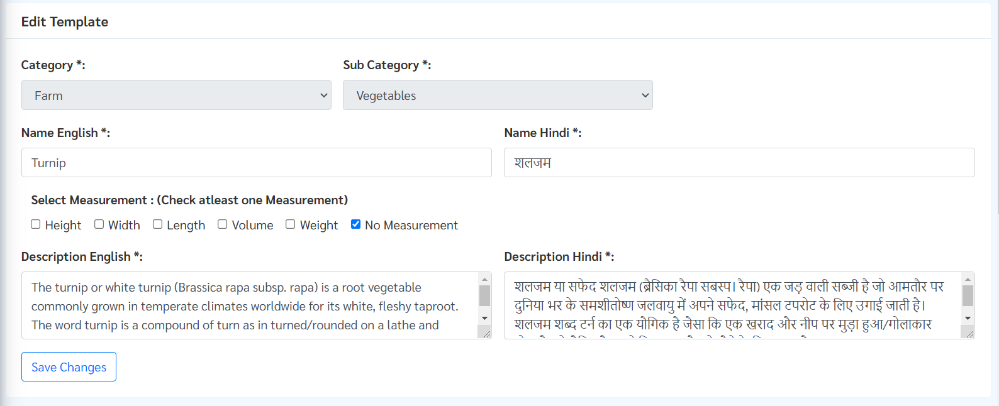 Edit Template
Category *:
Sub Category *:
Farm
Vegetables
Name English *:
Name Hindi *:
Turnip
शलजम
Select Measurement : (Check atleast one Measurement)
Height Width Length Volume Weight No Measurement
Description English *:
Description Hindi *:
The turnip or white turnip (Brassica rapa subsp. rapa) is a root vegetable
commonly grown in temperate climates worldwide for its white, fleshy taproot.
The word turnip is a compound of turn as in turned/rounded on a lathe and
शलजम या सफेद शलजम (ब्रैसिका रैपा सबस्प। रैपा) एक जड़ वाली सब्जी है जो आमतौर पर
दुनिया भर के समशीतोष्ण जलवायु में अपने सफेद, मांसल टपरोट के लिए उगाई जाती है।
शलजम शब्द टर्न का एक यौगिक है जैसा कि एक खराद और नीप पर मुड़ा हुआ/गोलाकार
Save Changes